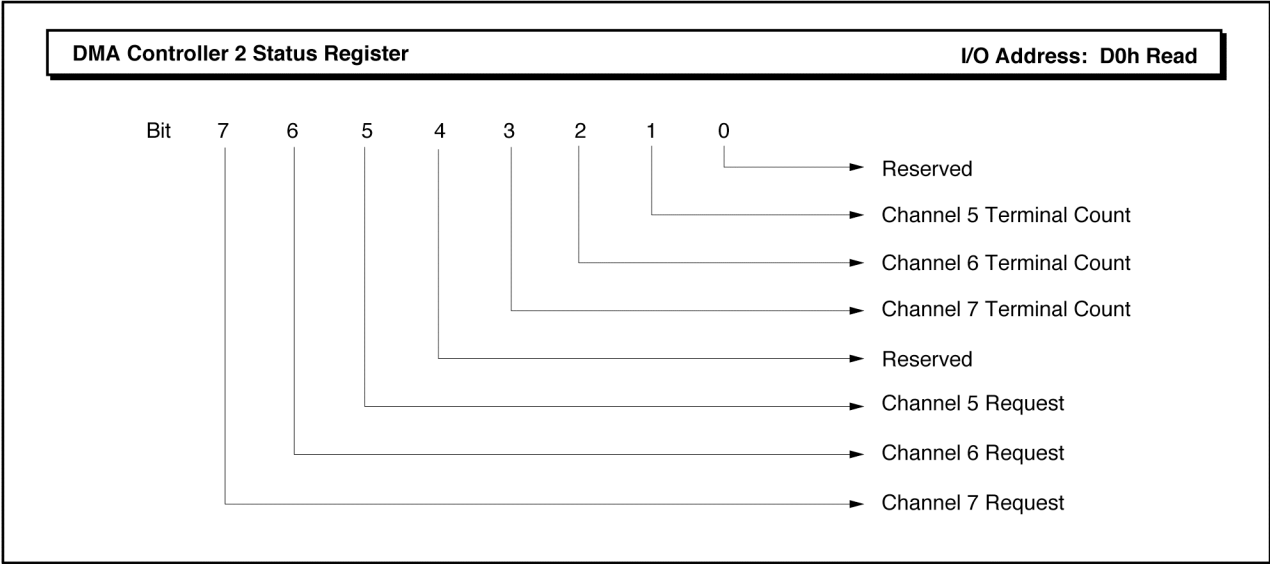 DMA Controller 2 Status Register I/O Address: D0h Read
Bit 7 6 5 4 3 2 1 0
Reserved
Channel 5 Terminal Count
Channel 6 Terminal Count
Channel 7 Terminal Count
Reserved
Channel 5 Request
Channel 6 Request
Channel 7 Request